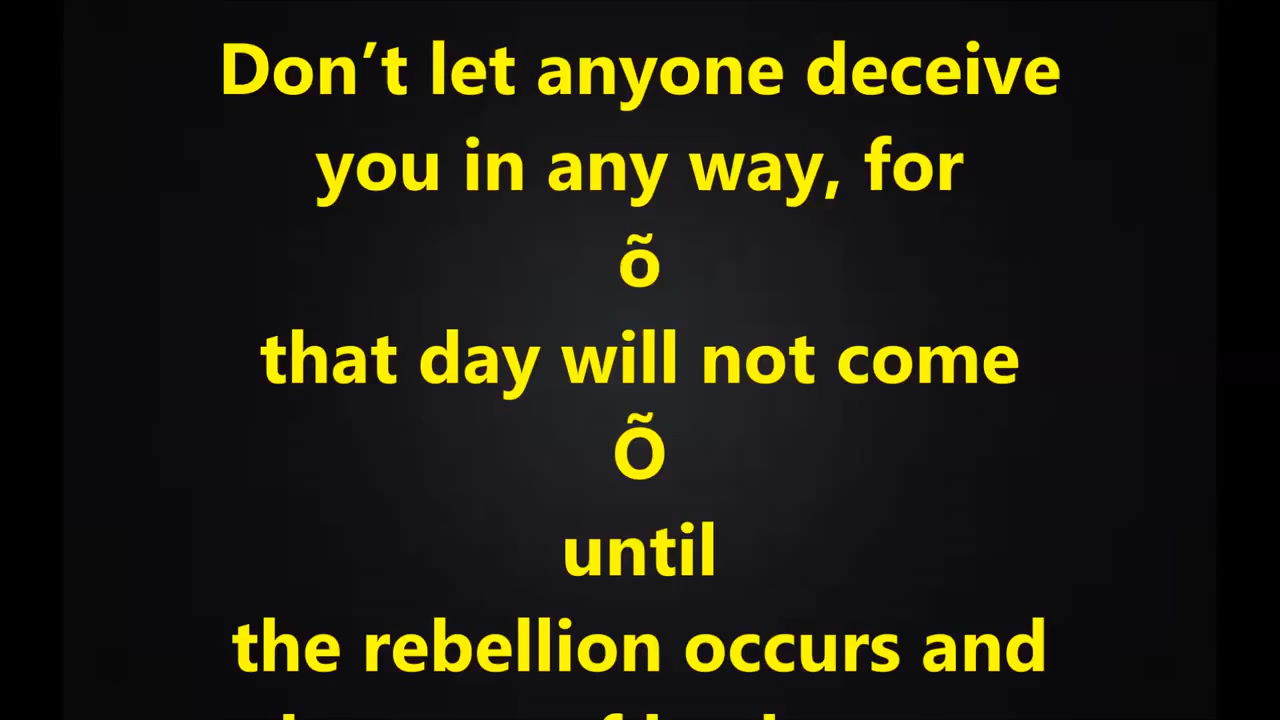 Don’t let anyone deceive
you in any way, for
õ
that day will not come
Õ
until
the rebellion occurs and